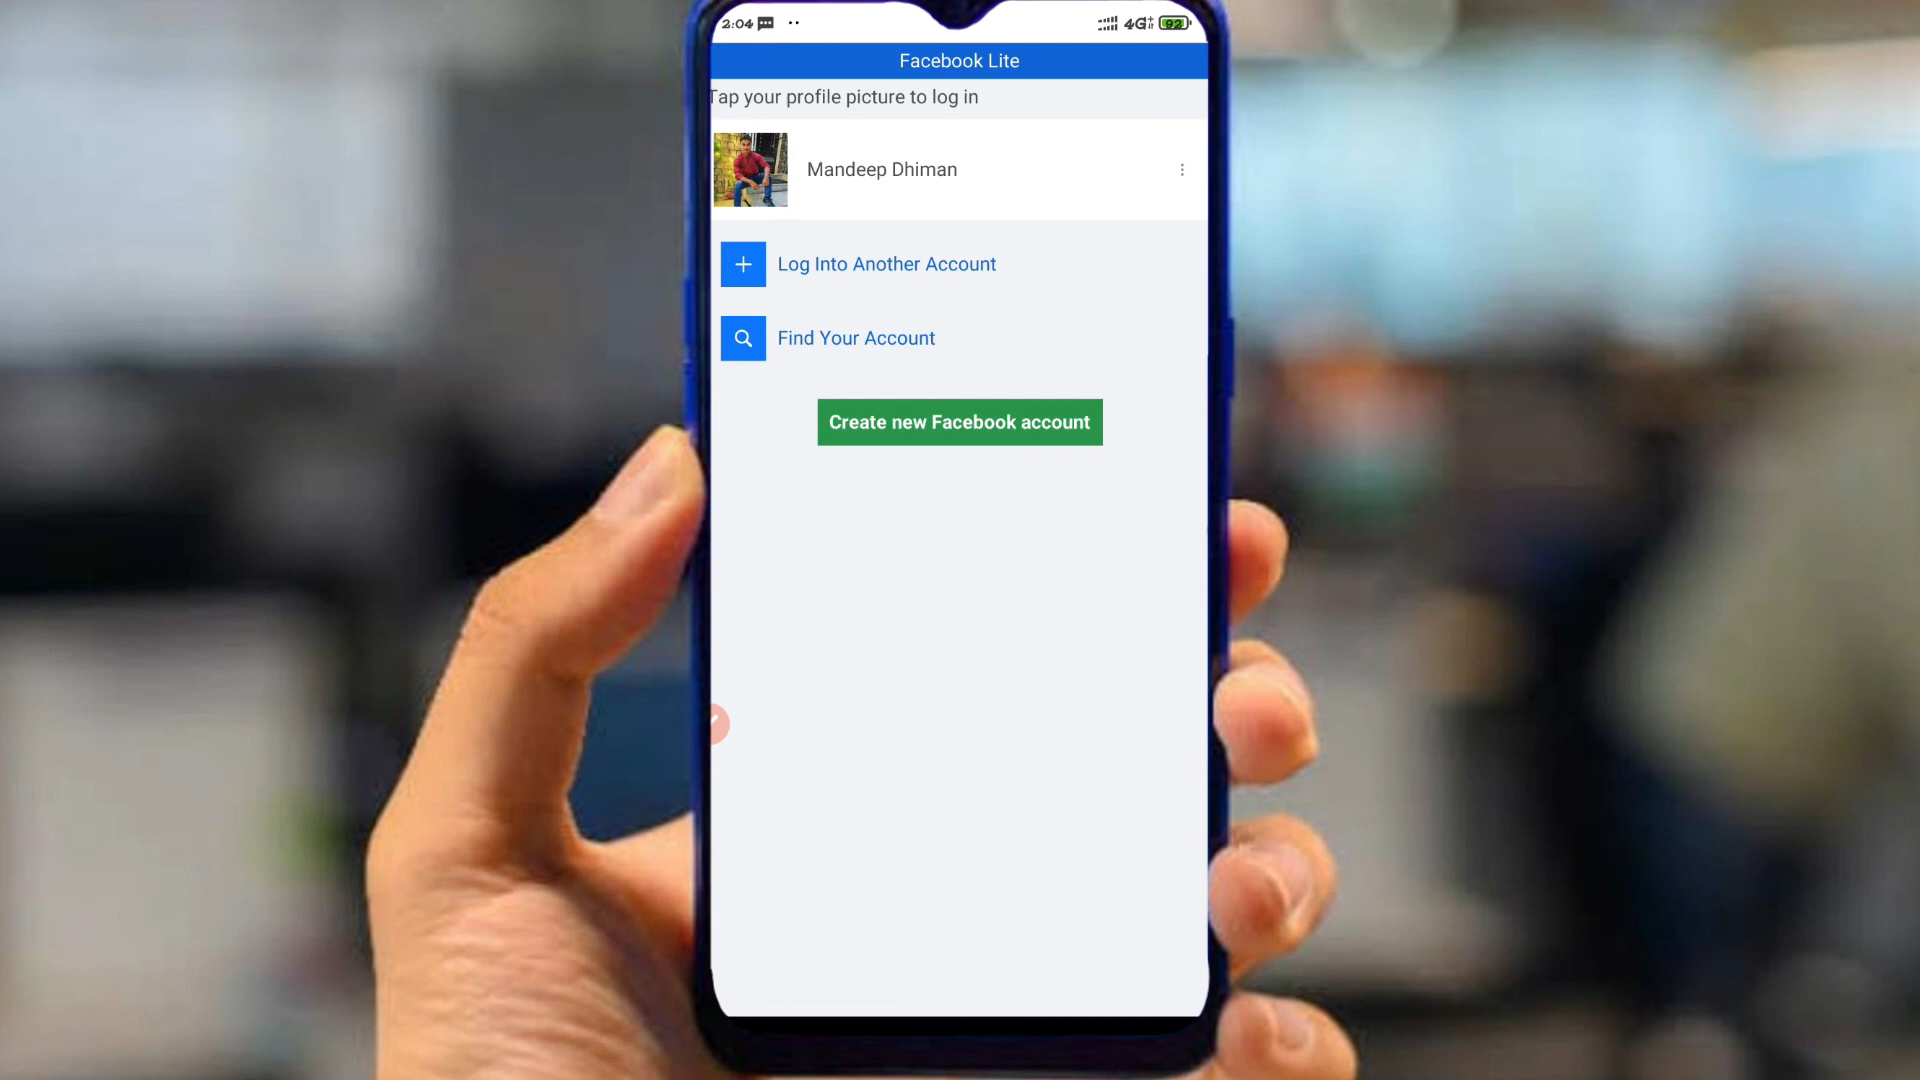 2:04
4G
92
Facebook Lite
Tap your profile picture to log in
Mandeep Dhiman
Log Into Another Account
Find Your Account
Create new Facebook account